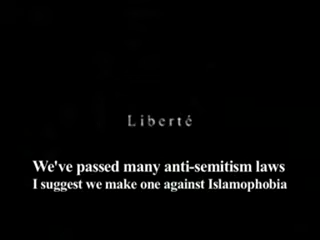 Liberté
We've passed many anti-semitism laws
I suggest we make one against Islamophobia